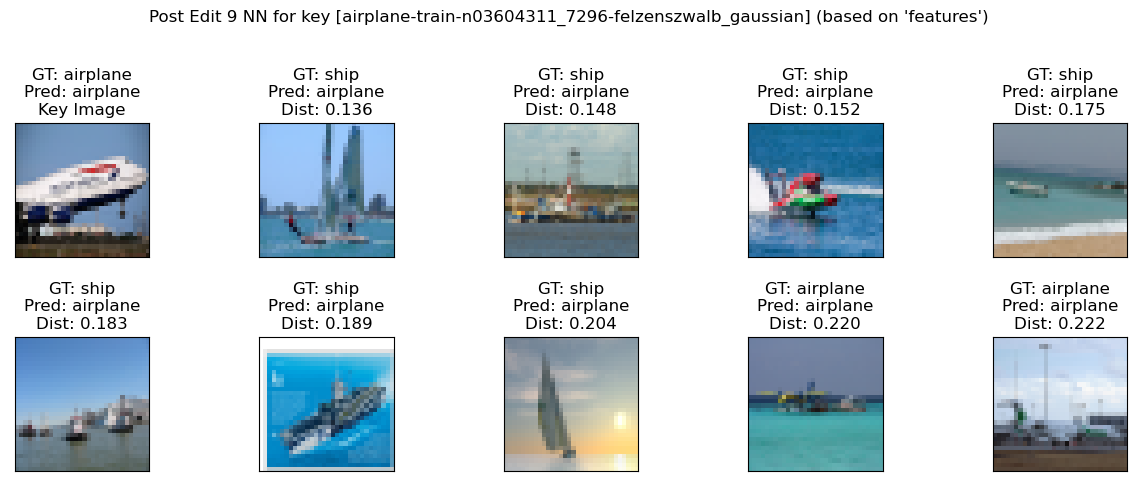 Post Edit 9 NN for key [airplane-train-n03604311_7296-felzenszwalb_gaussian] (based on 'features')
GT: airplane
Pred: airplane
Key Image
GT: ship
Pred: airplane
Dist: 0.136
GT: ship
Pred: airplane
Dist: 0.148
GT: ship
Pred: airplane
Dist: 0.152
GT: ship
Pred: airplane
Dist: 0.175
GT: ship
Pred: airplane
Dist: 0.183
GT: ship
Pred: airplane
Dist: 0.189
GT: ship
Pred: airplane
Dist: 0.204
GT: airplane
Pred: airplane
Dist: 0.220
GT: airplane
Pred: airplane
Dist: 0.222